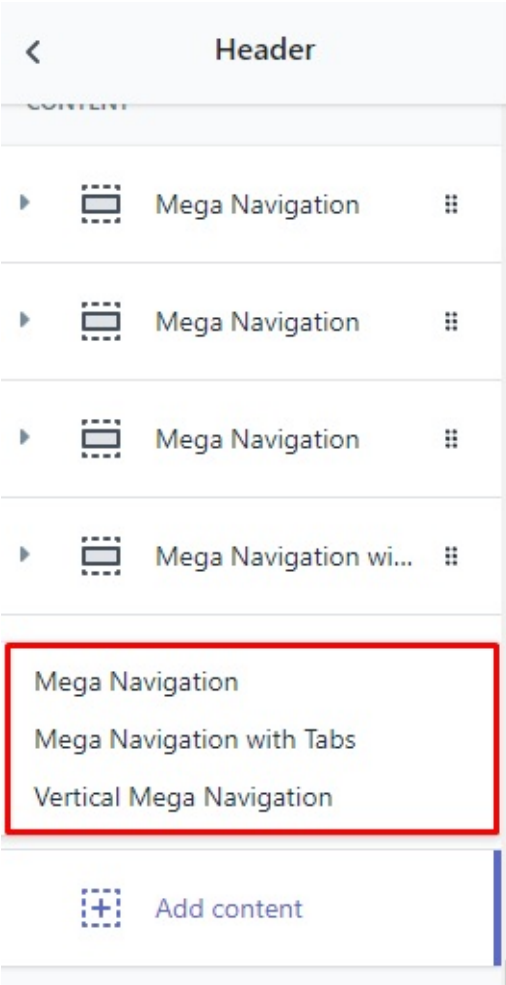 Header
CONTENT
Mega Navigation
Mega Navigation
Mega Navigation
Mega Navigation wi...
Mega Navigation
Mega Navigation with Tabs
Vertical Mega Navigation
Add content